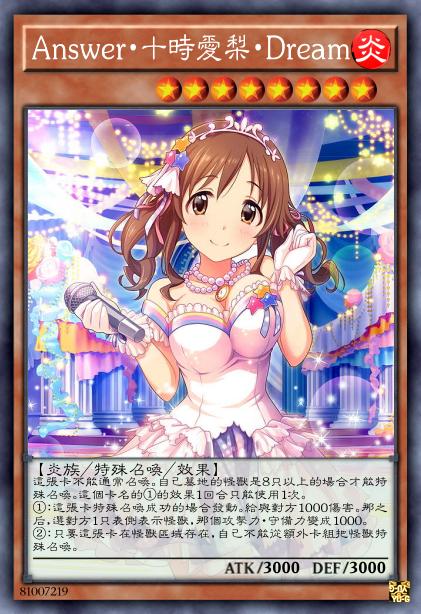 Answer·十時愛梨·Dream
炎
【炎族/特殊召喚/效果】
這張卡不能通常召喚。自己墓地的怪獸是8只以上的場合才能特
殊召喚。這個卡名的①的效果1回合只能使用1次。
①:這張卡特殊召喚成功的場合發動。給與對方1000傷害。那之
后,選對方1只表側表示怪獸,那個攻擊力·守備力變成1000。
②:只要這張卡在怪獸區域存在,自己不能從額外卡組把怪獸特
殊召喚。
ATK/3000 DEF/3000
81007219